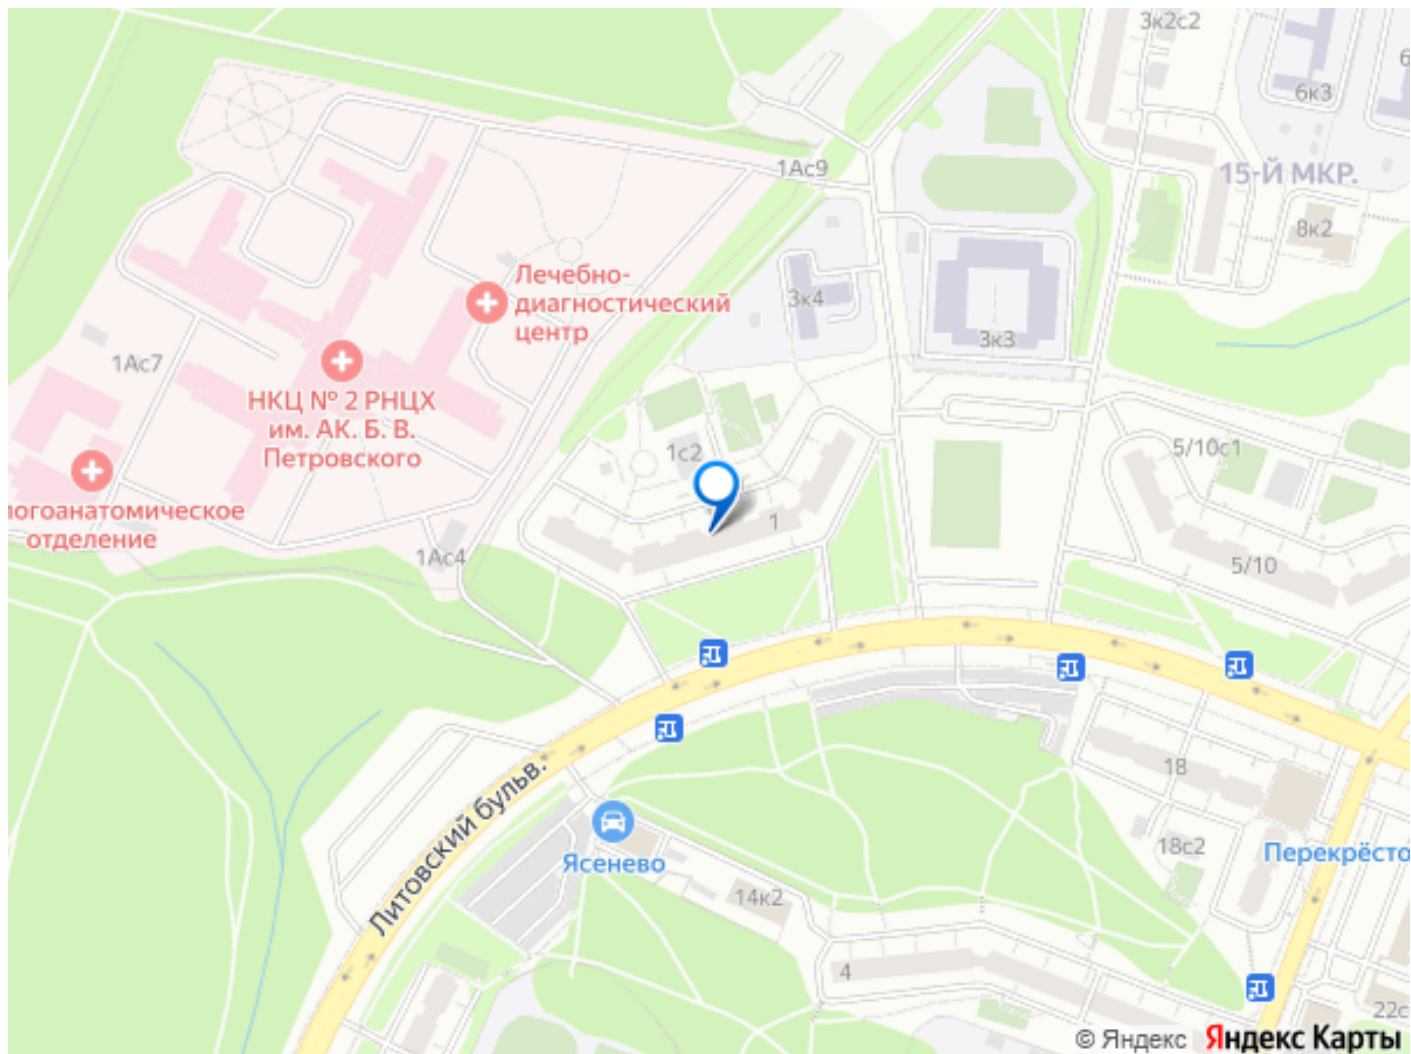 3к2с2
6к3
15-Й МКР.
1Ас9
8к2
Лечебно-
диагностический
центр
3к4
3к3
1Ас7
НКЦ № 2 РНЦХ
им. АК. Б. В.
Петровского
1с2
5/10с1
1
огоанатомическое
отделение
1Ас4
5/10
Литовский бульв.
18
Ясенево
18с2
Перекрёсто
14к2
4
22с
© Яндекс Яндекс Карты